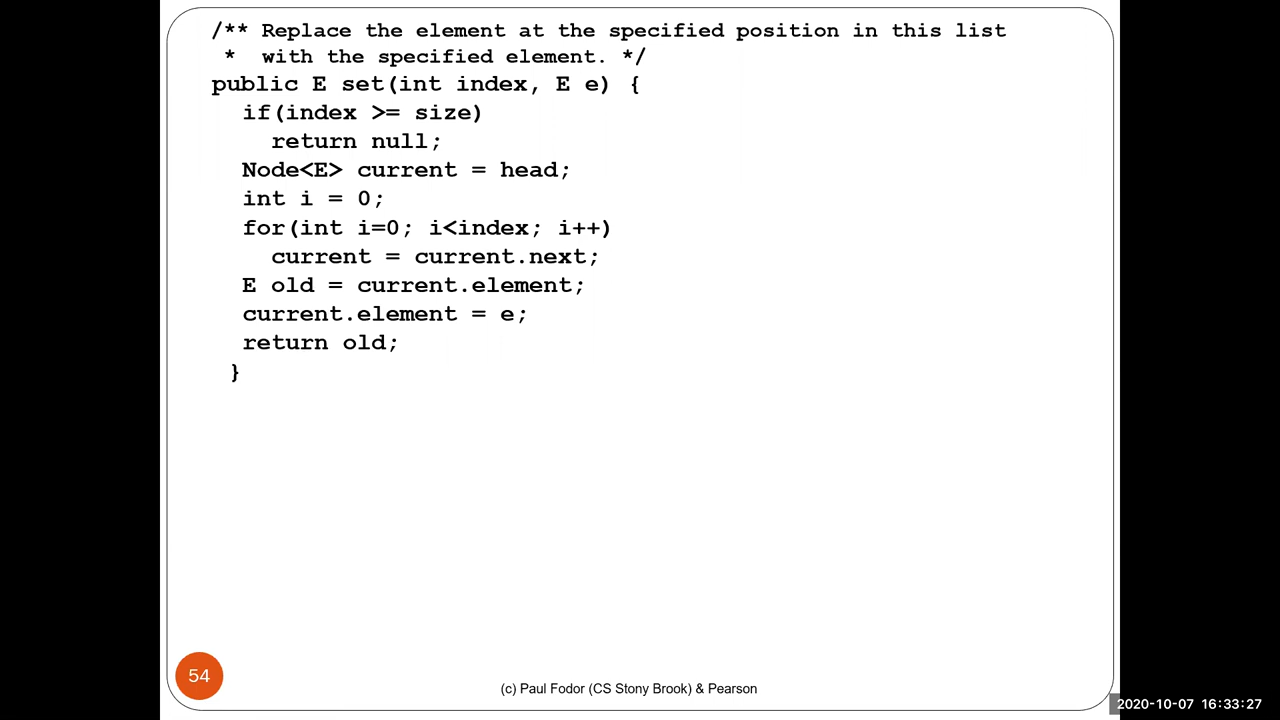 /** Replace the element at the specified position in this list
* with the specified element. */
public E set(int index, E e) {
if(index >= size)
return null;
Node<E> current = head;
int i = 0;
for(int i=0; i<index; i++)
current = current.next;
E old = current.element;
current.element = e;
return old;
}
54
(c) Paul Fodor (CS Stony Brook) & Pearson
2020-10-07 16:33:27